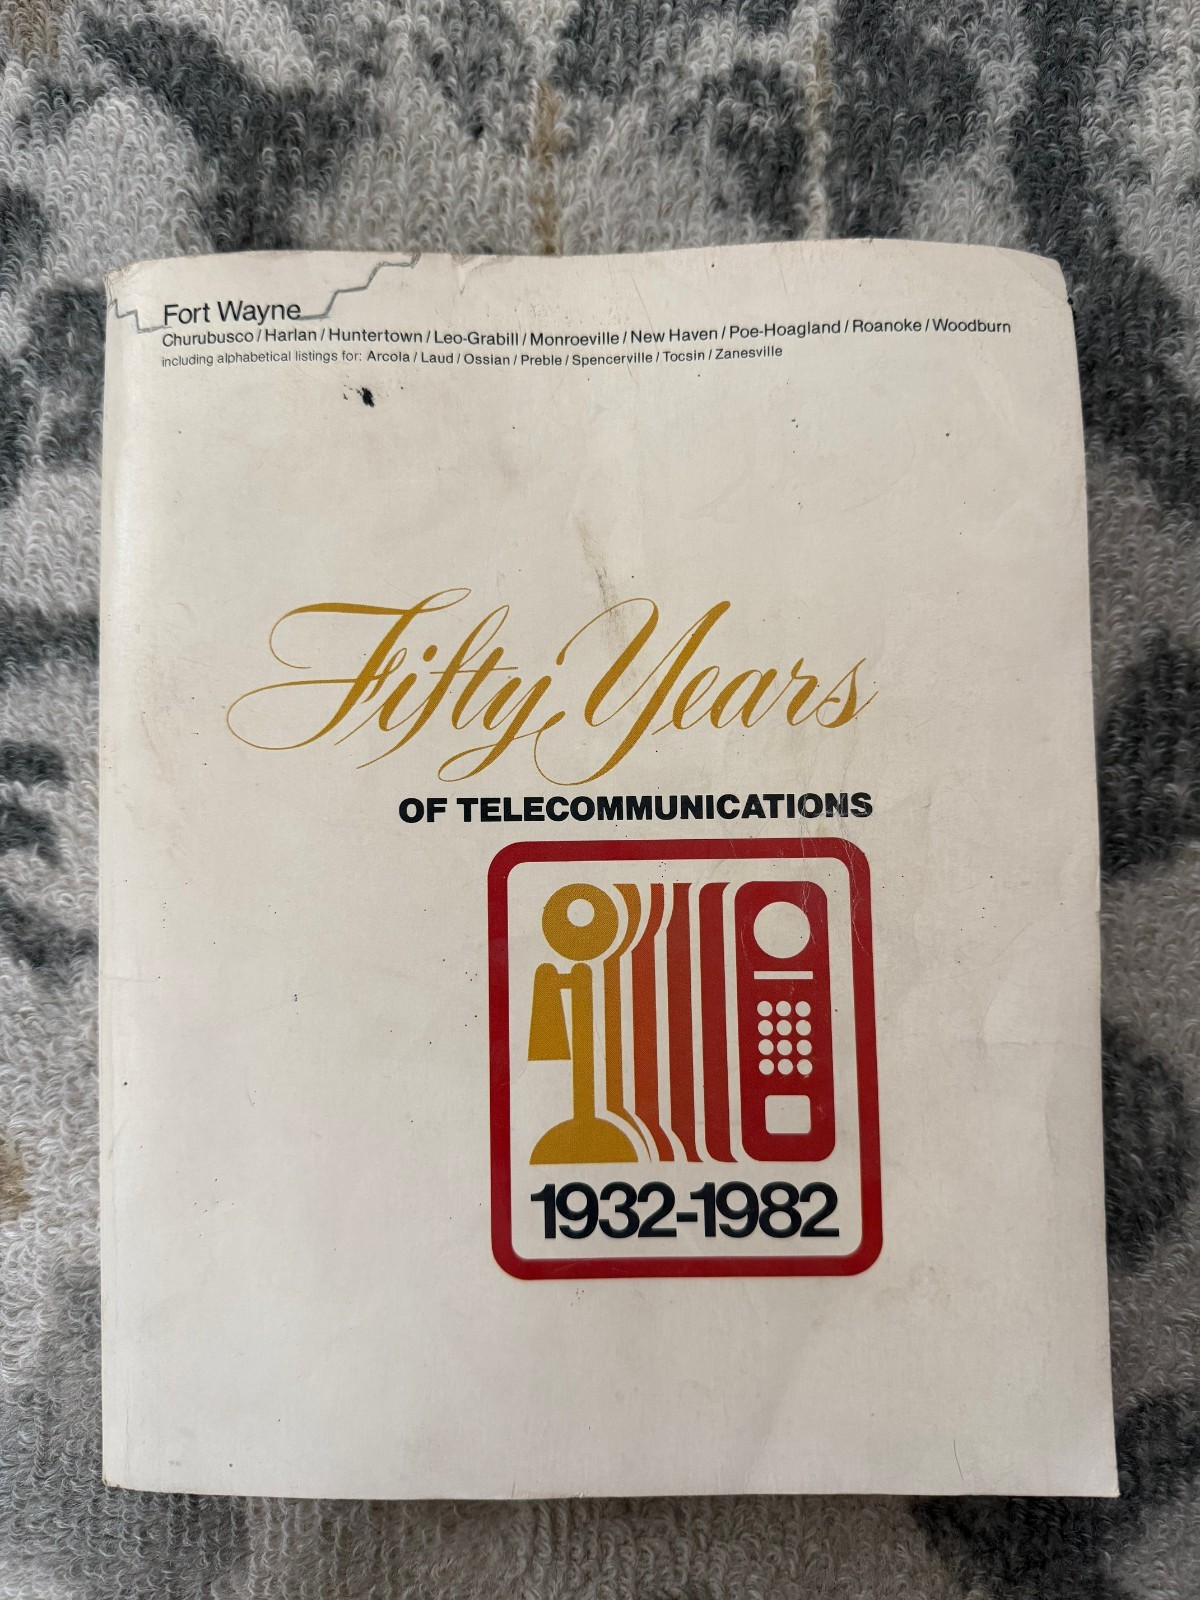 Fort Wayne
Churubusco / Harlan / Huntertown / Leo-Grabill / Monroeville / New Haven / Poe-Hoagland / Roanoke / Woodburn
including alphabetical listings for: Arcola / Laud / Ossian / Preble / Spencerville / Tocsin / Zanesville
Fifty Years
OF TELECOMMUNICATIONS
1932-1982